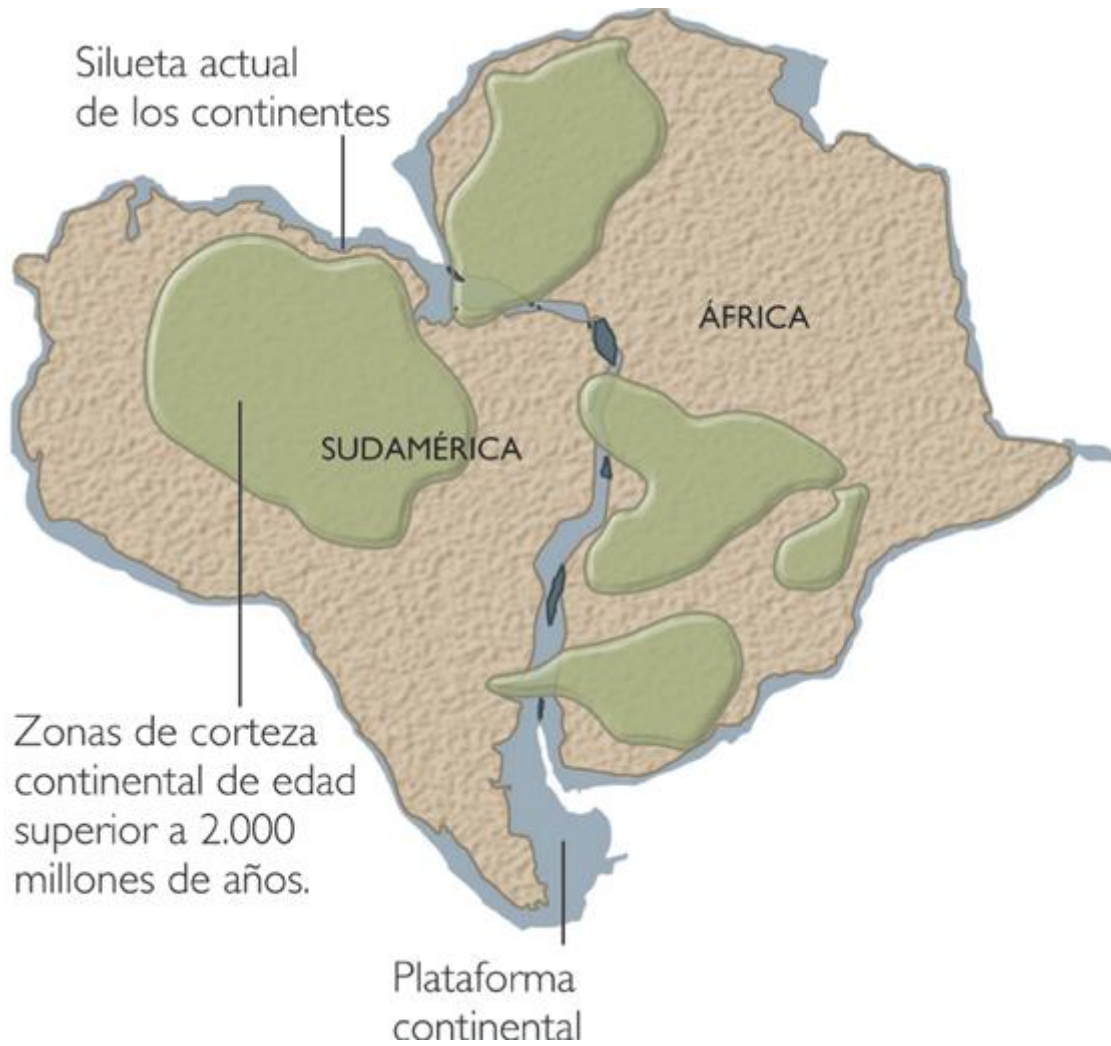 Silueta actual
de los continentes
ÁFRICA
SUDAMÉRICA
Zonas de corteza
continental de edad
superior a 2.000
millones de años.
Plataforma
continental